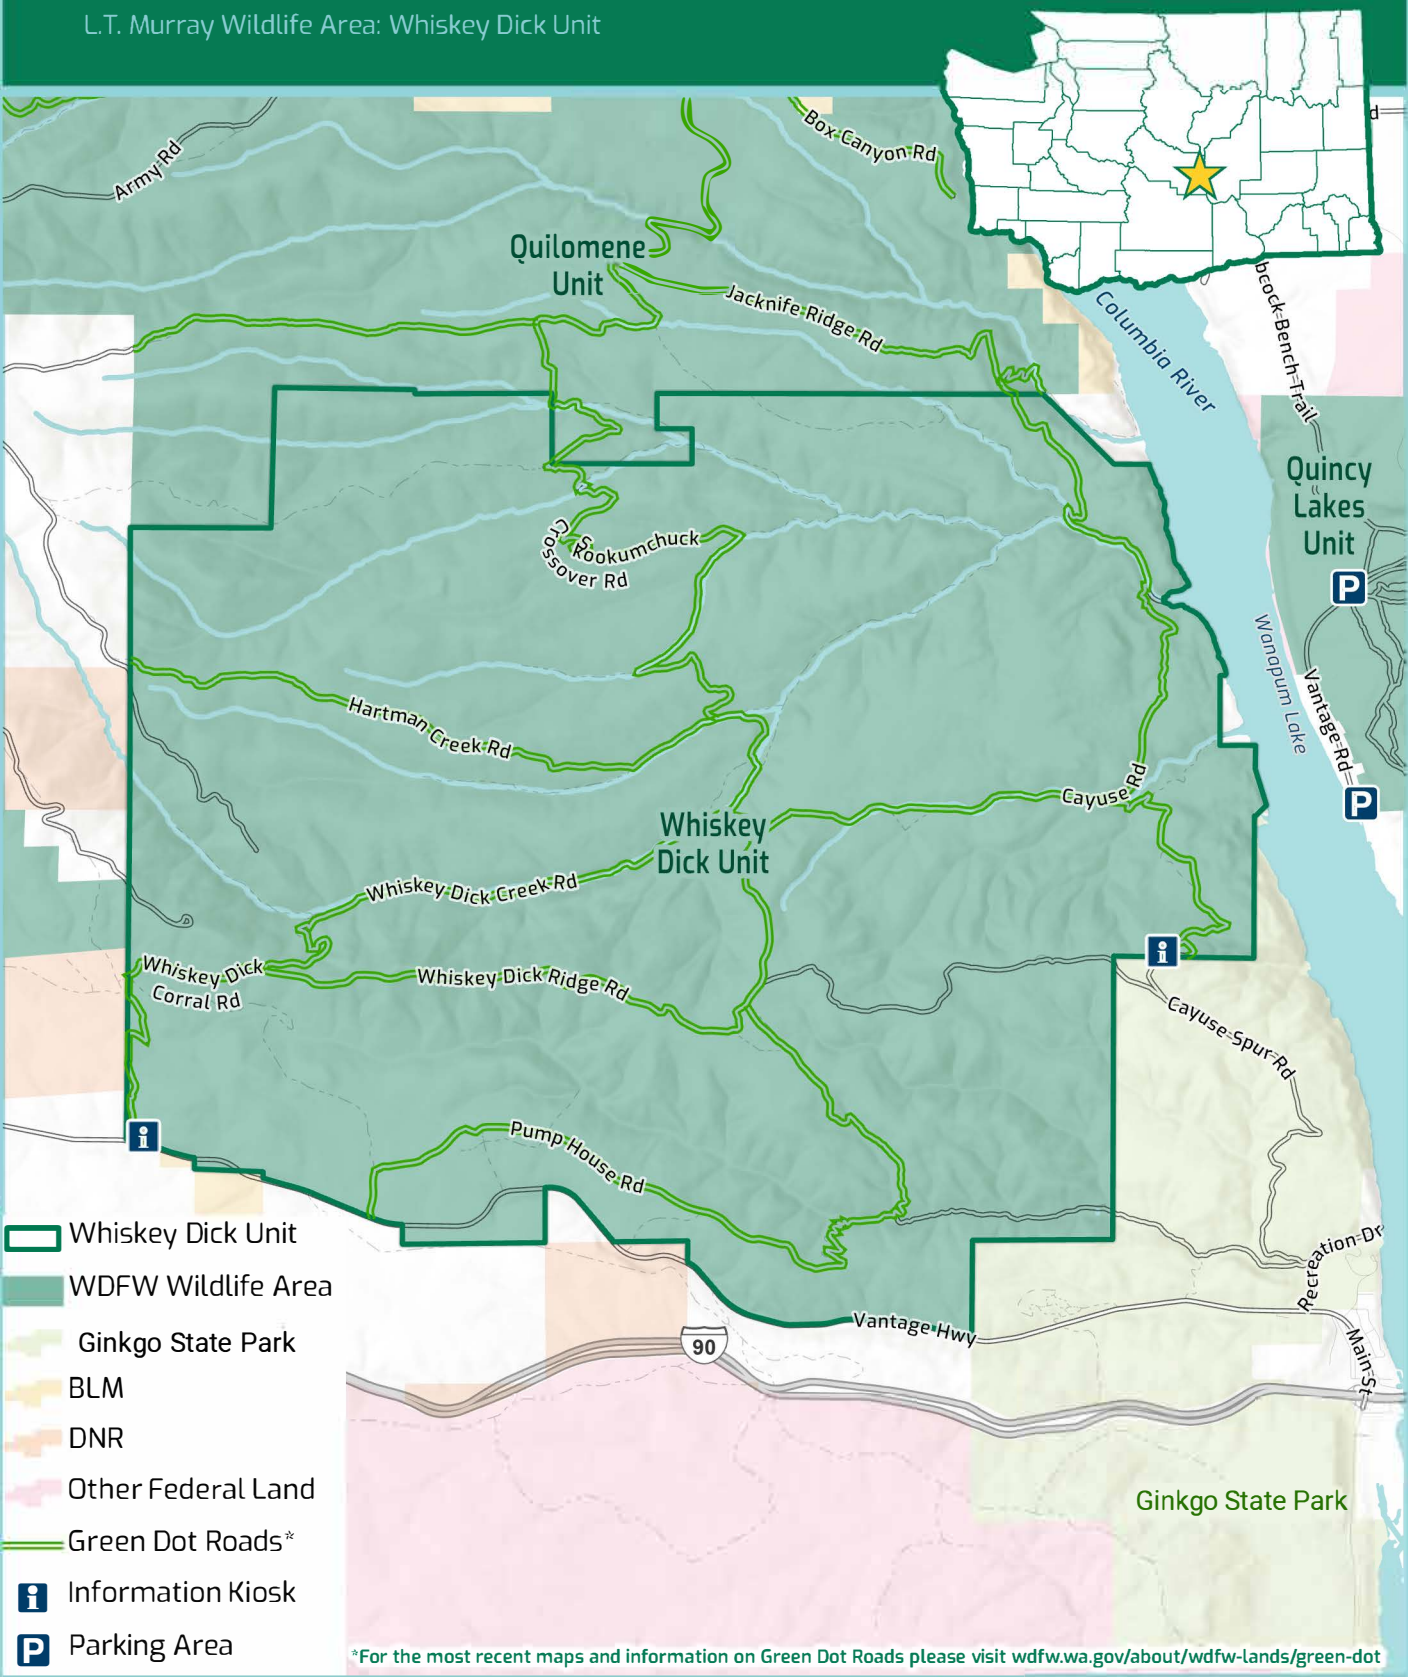 L.T. Murray Wildlife Area: Whiskey Dick Unit
d
Army Rd
Box Canyon Rd
Quilomene
Unit
Jacknife Ridge Rd
Columbia River
bcock-Bench-Trail
Quincy
Lakes
Unit
P
Skookumchuck
Crossover Rd
Wanapum Lake
Vantage-Rd
P
Hartman Creek Rd
Cayuse Rd
Whiskey
Dick Unit
Whiskey Dick Creek Rd
i
Whiskey Dick
Corral Rd
Whiskey Dick Ridge Rd
Cayuse-Spur-Rd
i
Pump House Rd
Recreation-Dr
Vantage Hwy
Main-St
90
Ginkgo State Park
Whiskey Dick Unit
WDFW Wildlife Area
Ginkgo State Park
BLM
DNR
Other Federal Land
Green Dot Roads*
i Information Kiosk
P Parking Area
*For the most recent maps and information on Green Dot Roads please visit wdfw.wa.gov/about/wdfw-lands/green-dot